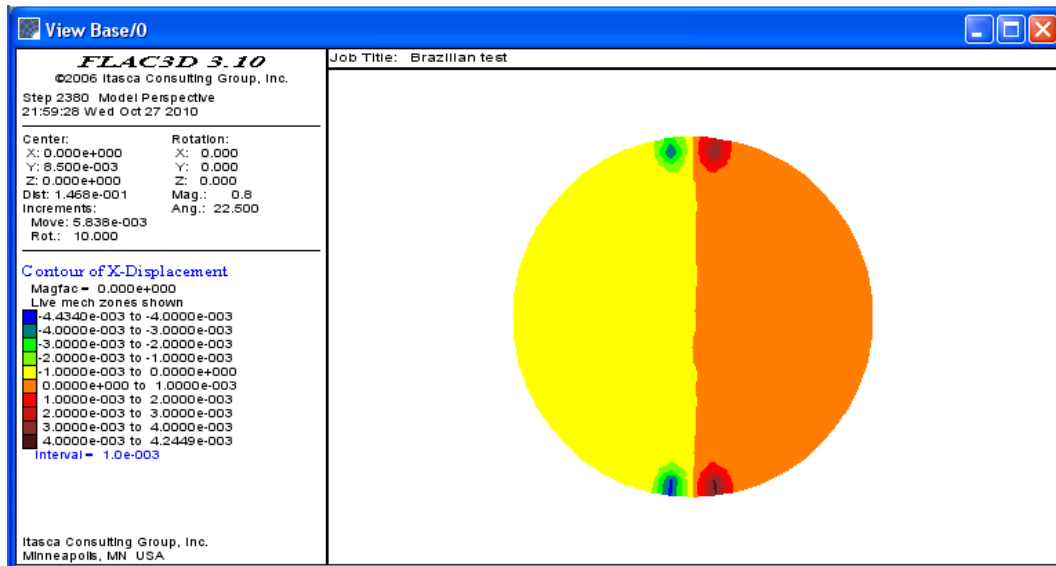 View Base/0
FLAC3D 3.10
©2006 Itasca Consulting Group, Inc.
Step 2380 Model Perspective
21:59:28 Wed Oct 27 2010
Center: Rotation:
X: 0.000e+000 X: 0.000
Y: 8.500e-003 Y: 0.000
Z: 0.000e+000 Z: 0.000
Dist: 1.468e-001 Mag.: 0.8
Increments: Ang.: 22.500
Move: 5.838e-003
Rot.: 10.000
Contour of X-Displacement
Magfac = 0.000e+000
Live mech zones shown
-4.4340e-003 to -4.0000e-003
-4.0000e-003 to -3.0000e-003
-3.0000e-003 to -2.0000e-003
-2.0000e-003 to -1.0000e-003
-1.0000e-003 to 0.0000e+000
0.0000e+000 to 1.0000e-003
1.0000e-003 to 2.0000e-003
2.0000e-003 to 3.0000e-003
3.0000e-003 to 4.0000e-003
4.0000e-003 to 4.2449e-003
Interval = 1.0e-003
Itasca Consulting Group, Inc.
Minneapolis, MN USA
Job Title: Brazilian test